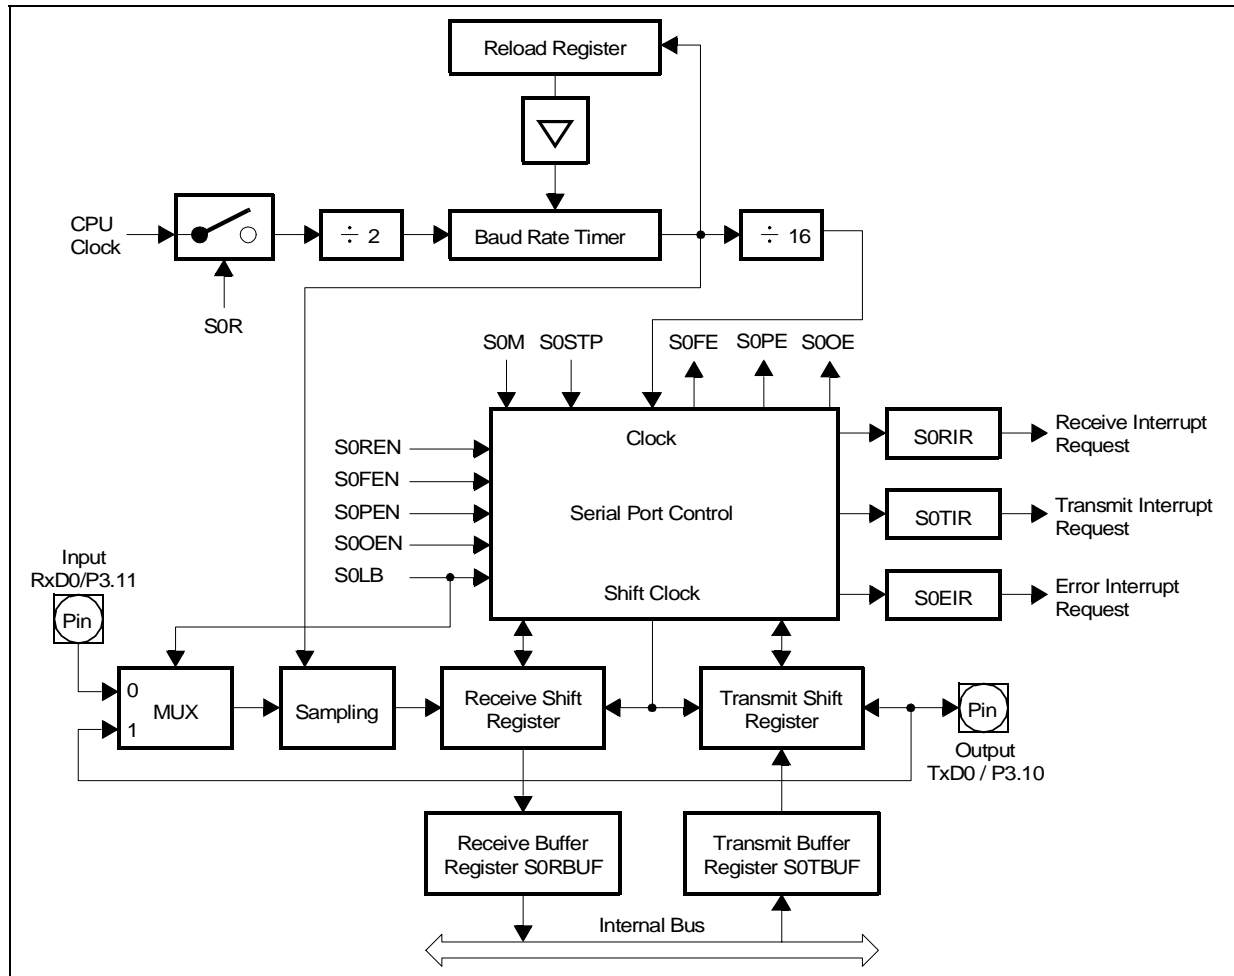 Reload Register
CPU
Clock
÷ 2
Baud Rate Timer
÷ 16
S0R
S0M
S0STP
S0FE
S0PE
S0OE
Clock
S0REN
S0FEN
S0PEN
S0OEN
S0LB
Serial Port Control
Shift Clock
S0RIR
Receive Interrupt
Request
S0TIR
Transmit Interrupt
Request
S0EIR
Error Interrupt
Request
Input
RxD0/P3.11
Pin
0
1
MUX
Sampling
Receive Shift
Register
Transmit Shift
Register
Pin
Output
TxD0 / P3.10
Receive Buffer
Register S0RBUF
Transmit Buffer
Register S0TBUF
Internal Bus